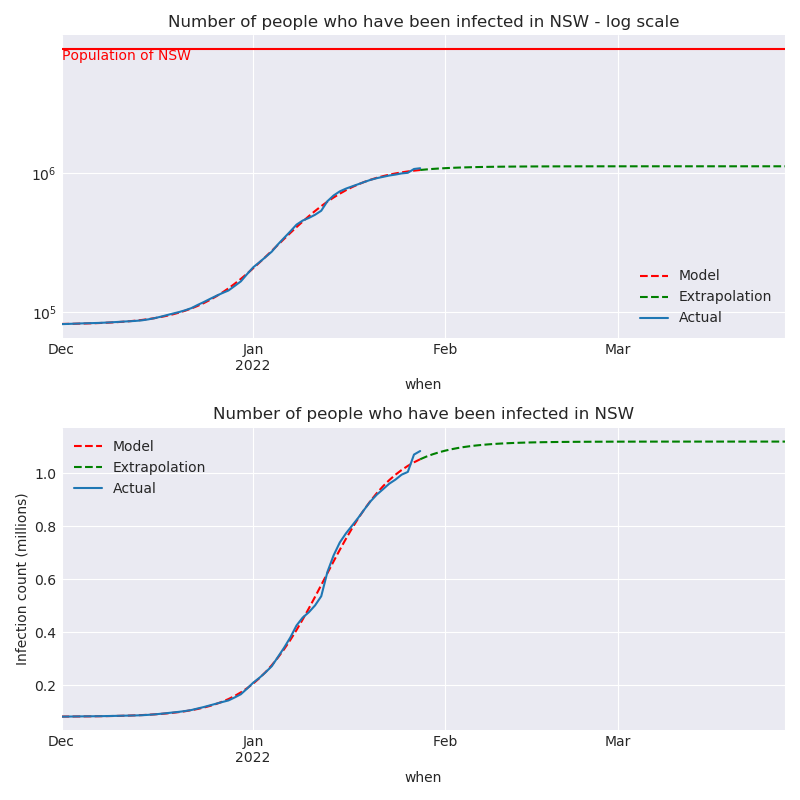 Number of people who have been infected in NSW - log scale
Population of NSW
10^6
10^5
Model
Extrapolation
Actual
Dec Jan Feb Mar
2022
when
Number of people who have been infected in NSW
Infection count (millions)
Model
Extrapolation
Actual
1.0
0.8
0.6
0.4
0.2
Dec Jan Feb Mar
2022
when